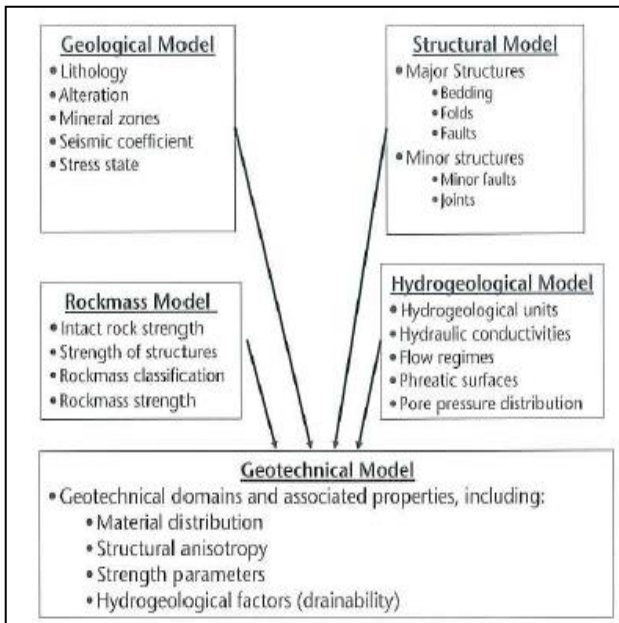 Geological Model
• Lithology
• Alteration
• Mineral zones
• Seismic coefficient
• Stress state
Structural Model
• Major Structures
• Bedding
• Folds
• Faults
• Minor structures
• Minor faults
• Joints
Rockmass Model
• Intact rock strength
• Strength of structures
• Rockmass classification
• Rockmass strength
Hydrogeological Model
• Hydrogeological units
• Hydraulic conductivities
• Flow regimes
• Phreatic surfaces
• Pore pressure distribution
Geotechnical Model
• Geotechnical domains and associated properties, including:
• Material distribution
• Structural anisotropy
• Strength parameters
• Hydrogeological factors (drainability)